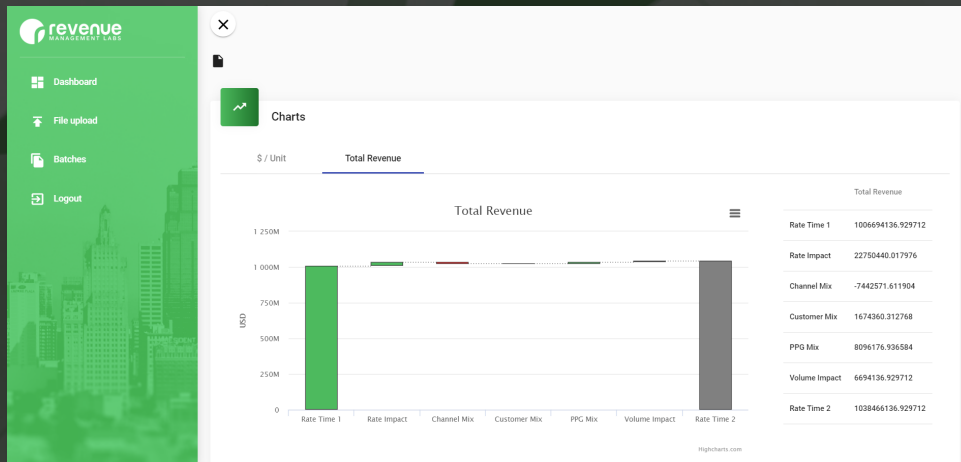 revenue
MANAGEMENT LABS
Dashboard
File upload
Batches
Logout
Charts
$ / Unit
Total Revenue
Total Revenue
1 250M
1 000M
750M
500M
250M
0
USD
Rate Time 1
Rate Impact
Channel Mix
Customer Mix
PPG Mix
Volume Impact
Rate Time 2
Highcharts.com
Total Revenue
Rate Time 1 1006694136.929712
Rate Impact 22750440.017976
Channel Mix -7442571.611904
Customer Mix 1674360.312768
PPG Mix 8096176.936584
Volume Impact 6694136.929712
Rate Time 2 1038466136.929712